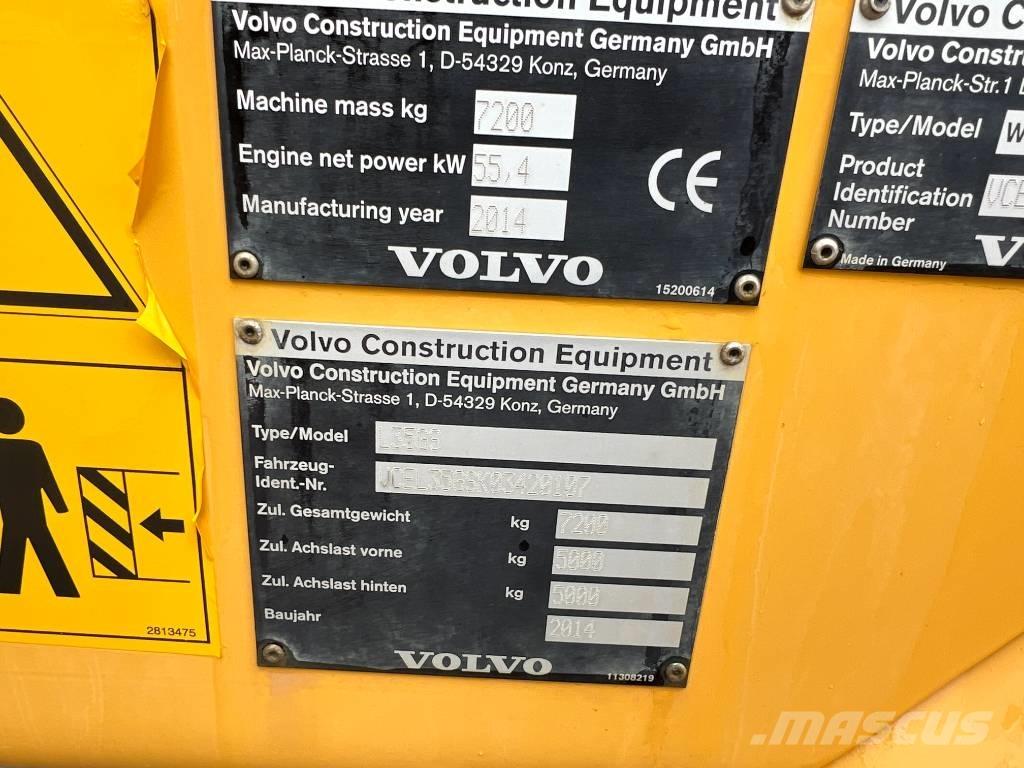 Construction Equipment
Volvo Construction Equipment Germany GmbH
Max-Planck-Strasse 1, D-54329 Konz, Germany
Machine mass kg 7200
Engine net power kW 55,4
Manufacturing year 2014
CE
VOLVO
15200614
Volvo C
Volvo Constru
Max-Planck-Str. 1
Type/Model W
Product
Identification VCE
Number
Made in Germany V
Volvo Construction Equipment
Volvo Construction Equipment Germany GmbH
Max-Planck-Strasse 1, D-54329 Konz, Germany
Type/Model
Fahrzeug-
Ident.-Nr.
Zul. Gesamtgewicht kg 7200
Zul. Achslast vorne kg 5000
Zul. Achslast hinten kg 5000
Baujahr 2014
VOLVO
11308219
2813475
MASCUS